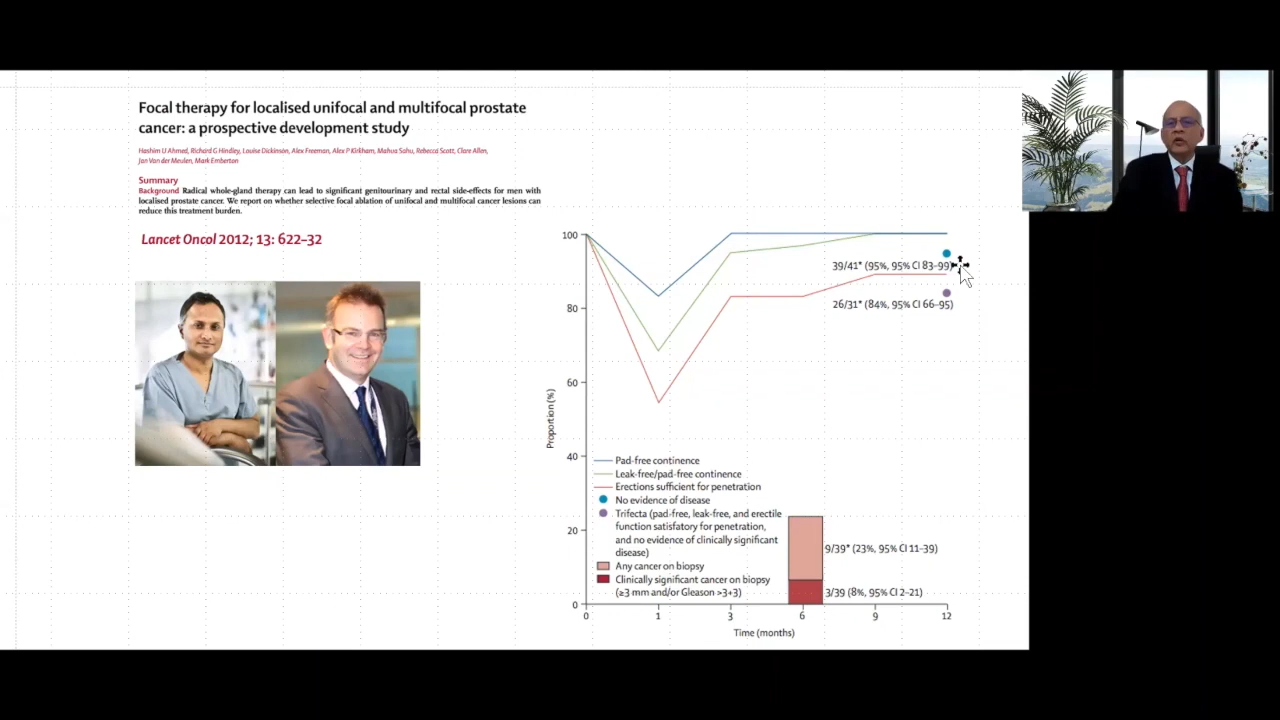 Focal therapy for localised unifocal and multifocal prostate
cancer: a prospective development study
Hashim U Ahmed, Richard G Hindley, Louise Dickinson, Alex Freeman, Alex P Kirkham, Mahua Sahu, Rebecca Scott, Clare Allen,
Jan Van der Meulen, Mark Emberton
Summary
Background Radical whole-gland therapy can lead to significant genitourinary and rectal side-effects for men with
localised prostate cancer. We report on whether selective focal ablation of unifocal and multifocal cancer lesions can
reduce this treatment burden.
Lancet Oncol 2012; 13: 622–32
100
80
60
40
20
0
Proportion (%)
39/41* (95%, 95% CI 83–99)
26/31* (84%, 95% CI 66–95)
Pad-free continence
Leak-free/pad-free continence
Erections sufficient for penetration
No evidence of disease
Trifecta (pad-free, leak-free, and erectile
function satisfatory for penetration,
and no evidence of clinically significant
disease)
Any cancer on biopsy
Clinically significant cancer on biopsy
(≥3 mm and/or Gleason >3+3)
9/39* (23%, 95% CI 11–39)
3/39 (8%, 95% CI 2–21)
0 1 3 6 9 12
Time (months)